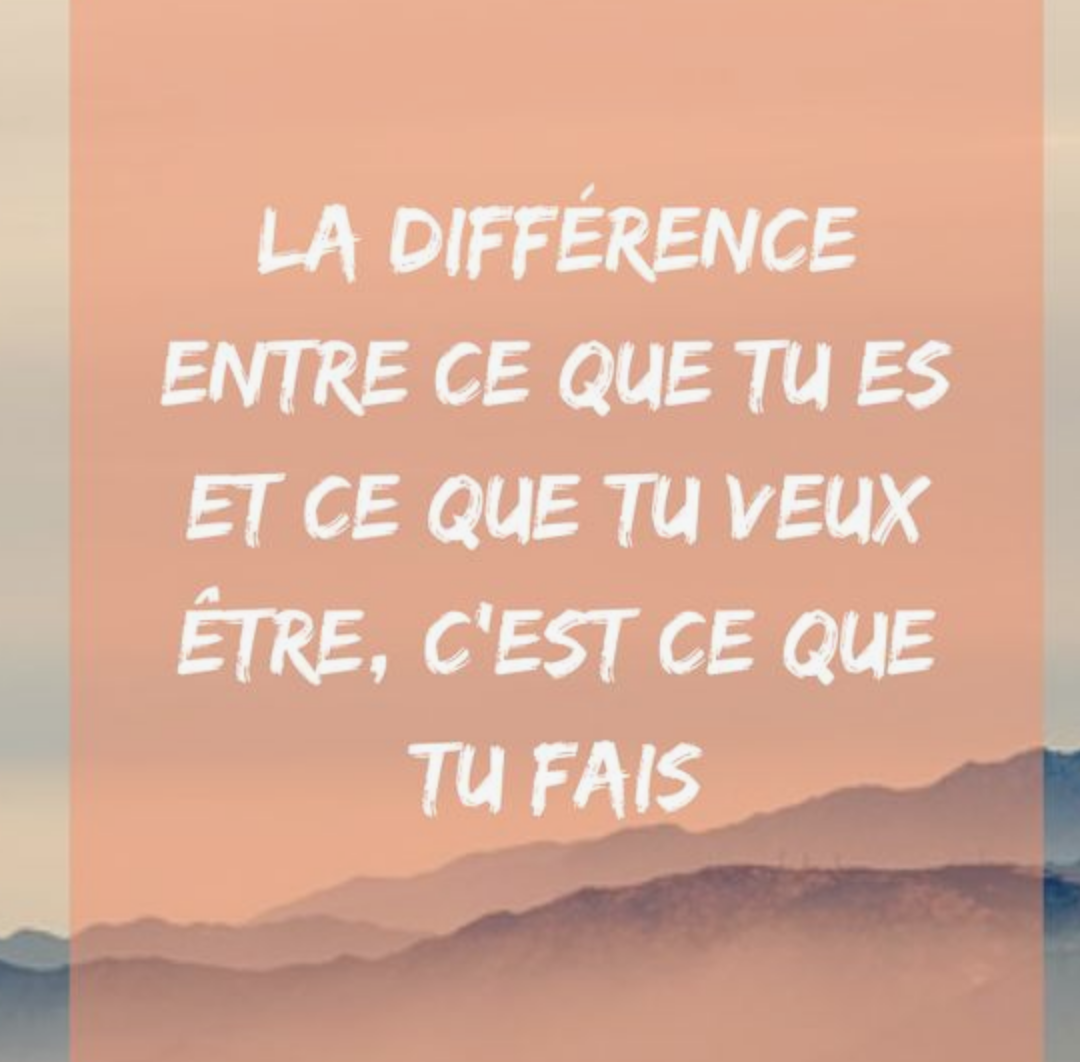 LA DIFFÉRENCE
ENTRE CE QUE TU ES
ET CE QUE TU VEUX
ÊTRE, C'EST CE QUE
TU FAIS